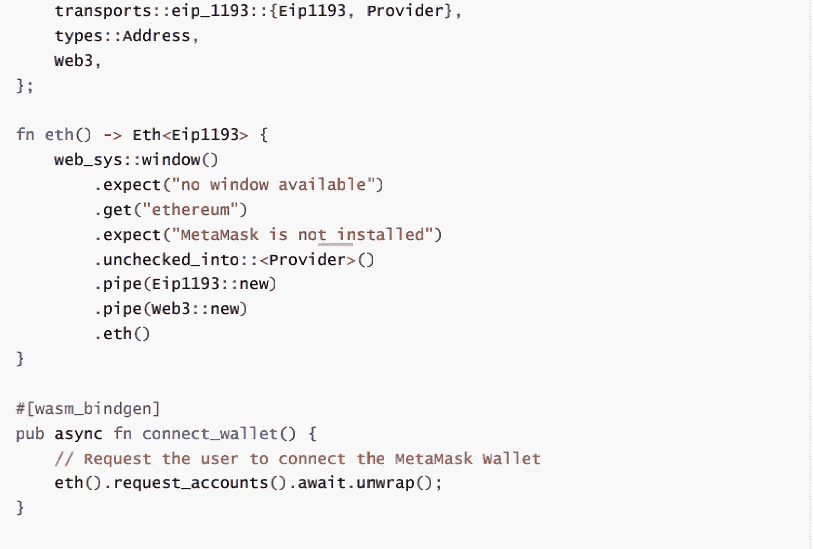 transports::eip_1193::{Eip1193, Provider},
    types::Address,
    Web3,
};
fn eth() -> Eth<Eip1193> {
    web_sys::window()
        .expect("no window available")
        .get("ethereum")
        .expect("MetaMask is not installed")
        .unchecked_into::<Provider>()
        .pipe(Eip1193::new)
        .pipe(Web3::new)
        .eth()
}
#[wasm_bindgen]
pub async fn connect_wallet() {
    // Request the user to connect the MetaMask Wallet
    eth().request_accounts().await.unwrap();
}